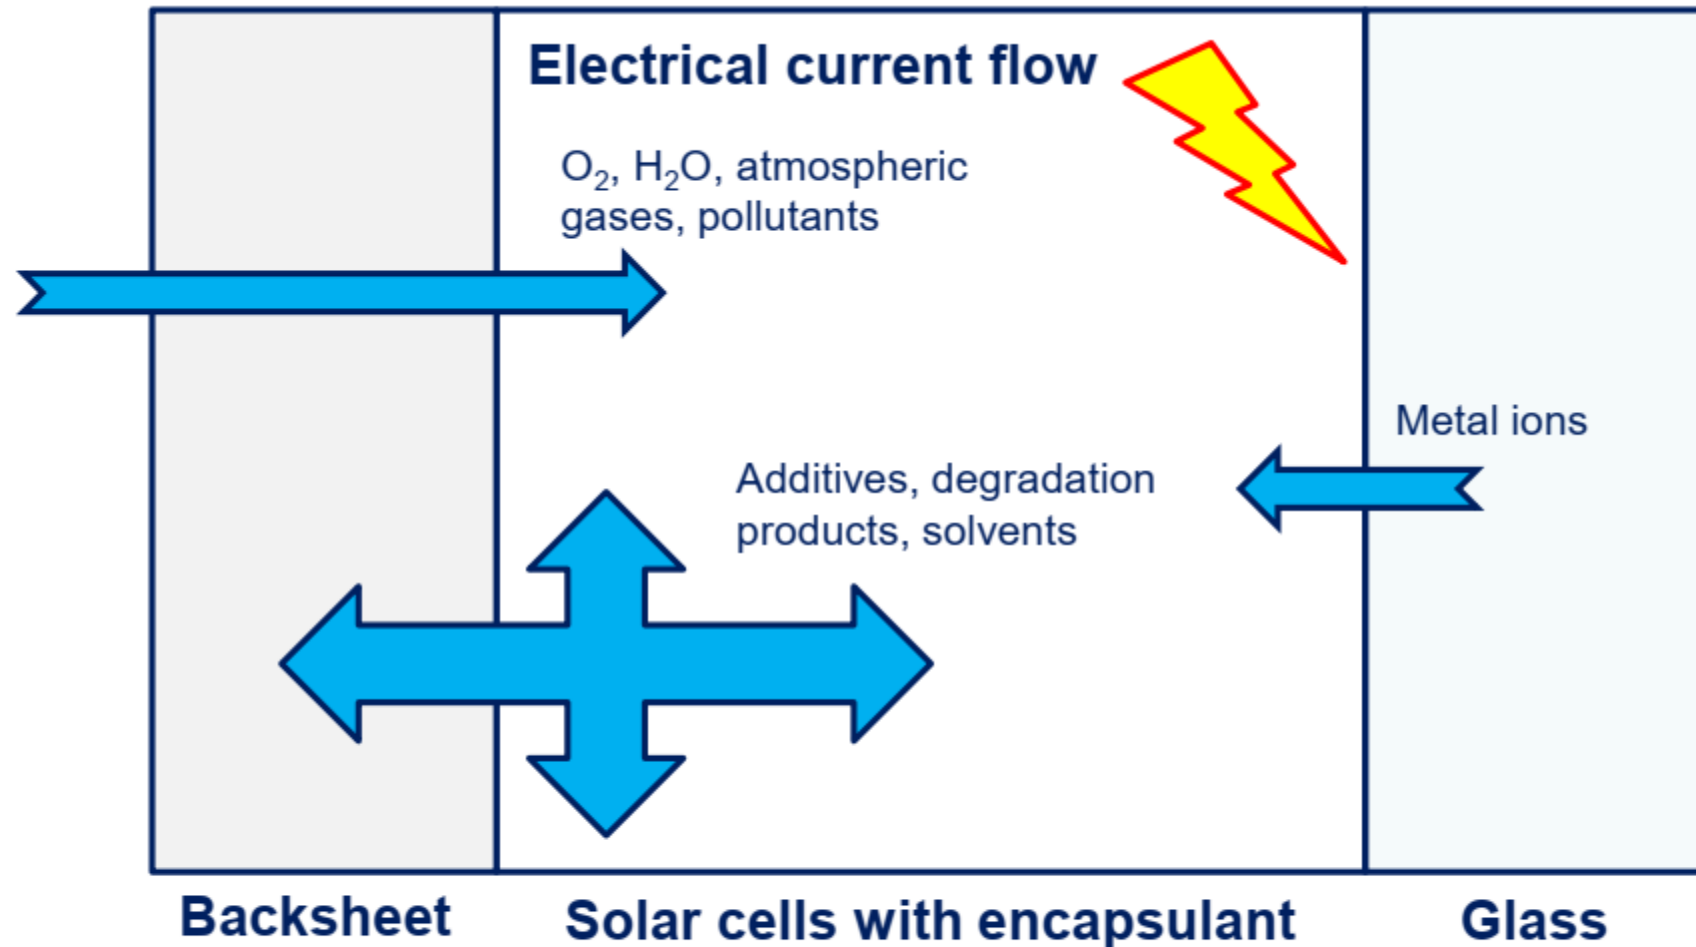 Electrical current flow
O₂, H₂O, atmospheric
gases, pollutants
Metal ions
Additives, degradation
products, solvents
Backsheet
Solar cells with encapsulant
Glass